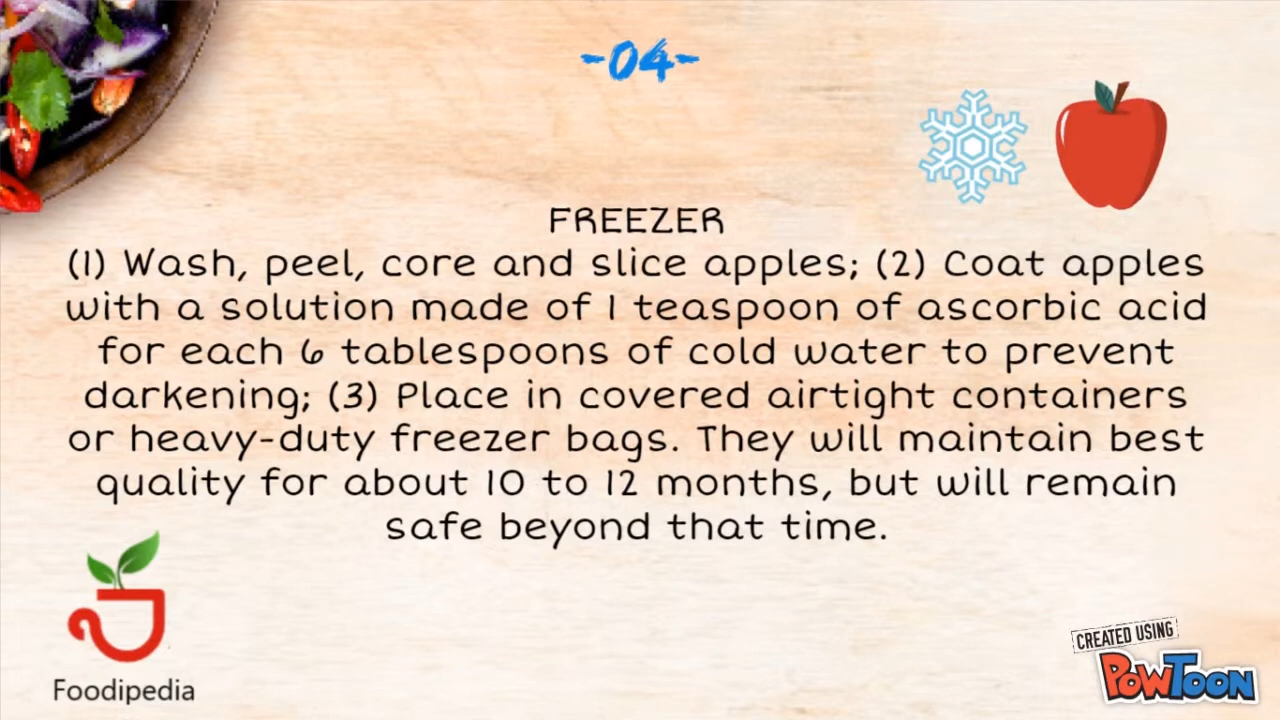 -04-
FREEZER
(1) Wash, peel, core and slice apples; (2) Coat apples
with a solution made of 1 teaspoon of ascorbic acid
for each 6 tablespoons of cold water to prevent
darkening; (3) Place in covered airtight containers
or heavy-duty freezer bags. They will maintain best
quality for about 10 to 12 months, but will remain
safe beyond that time.
Foodipedia
CREATED USING
POWTOON